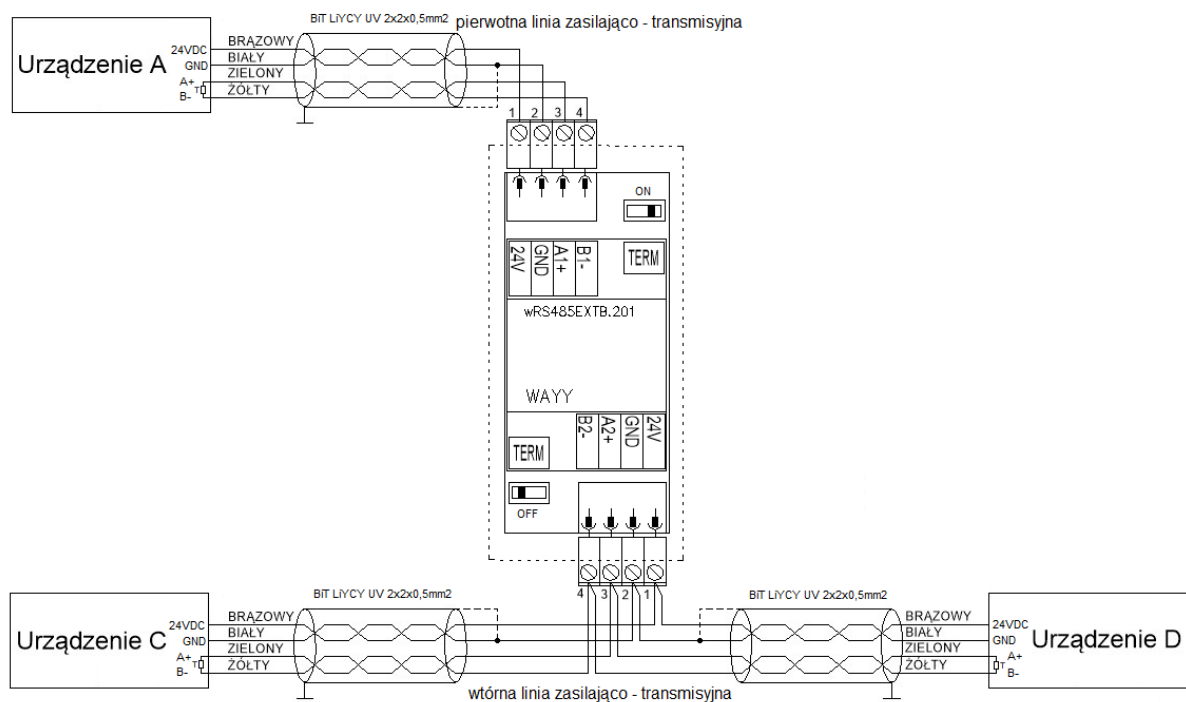 BiT LiYCY UV 2x2x0,5mm2
pierwotna linia zasilająco - transmisyjna
Urządzenie A
24VDC
GND
A+
B-
T
BRĄZOWY
BIAŁY
ZIELONY
ŻÓŁTY
1
2
3
4
ON
24V
GND
A1+
B1-
TERM
wRS485EXTB.201
WAYY
TERM
B2-
A2+
GND
24V
OFF
4
3
2
1
BiT LiYCY UV 2x2x0,5mm2
BiT LiYCY UV 2x2x0,5mm2
Urządzenie C
24VDC
GND
A+
B-
T
BRĄZOWY
BIAŁY
ZIELONY
ŻÓŁTY
BRĄZOWY
BIAŁY
ZIELONY
ŻÓŁTY
24VDC
GND
A+
B-
T
Urządzenie D
wtórna linia zasilająco - transmisyjna